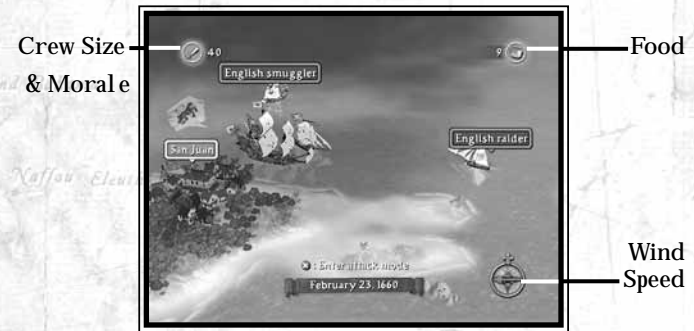 Crew Size
& Morale
Food
40
9
English smuggler
English raider
San Juan
Nassau Eleuth
: Enter attack mode
February 23, 1660
Wind
Speed